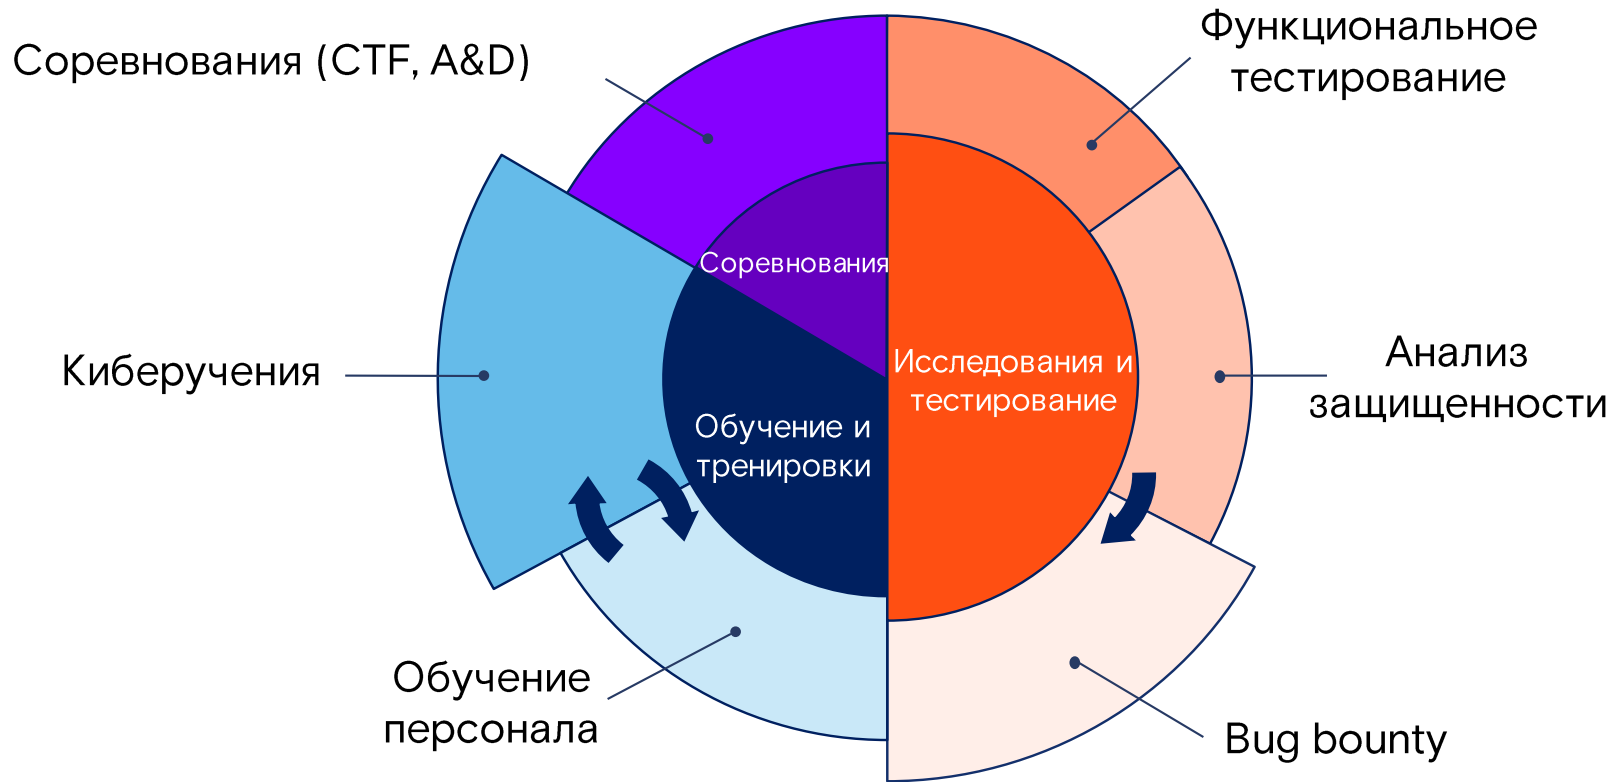 Соревнования (CTF, A&D)
Функциональное
тестирование
Соревнования
Киберучения
Исследования и
тестирование
Анализ
защищенности
Обучение и
тренировки
Обучение
персонала
Bug bounty